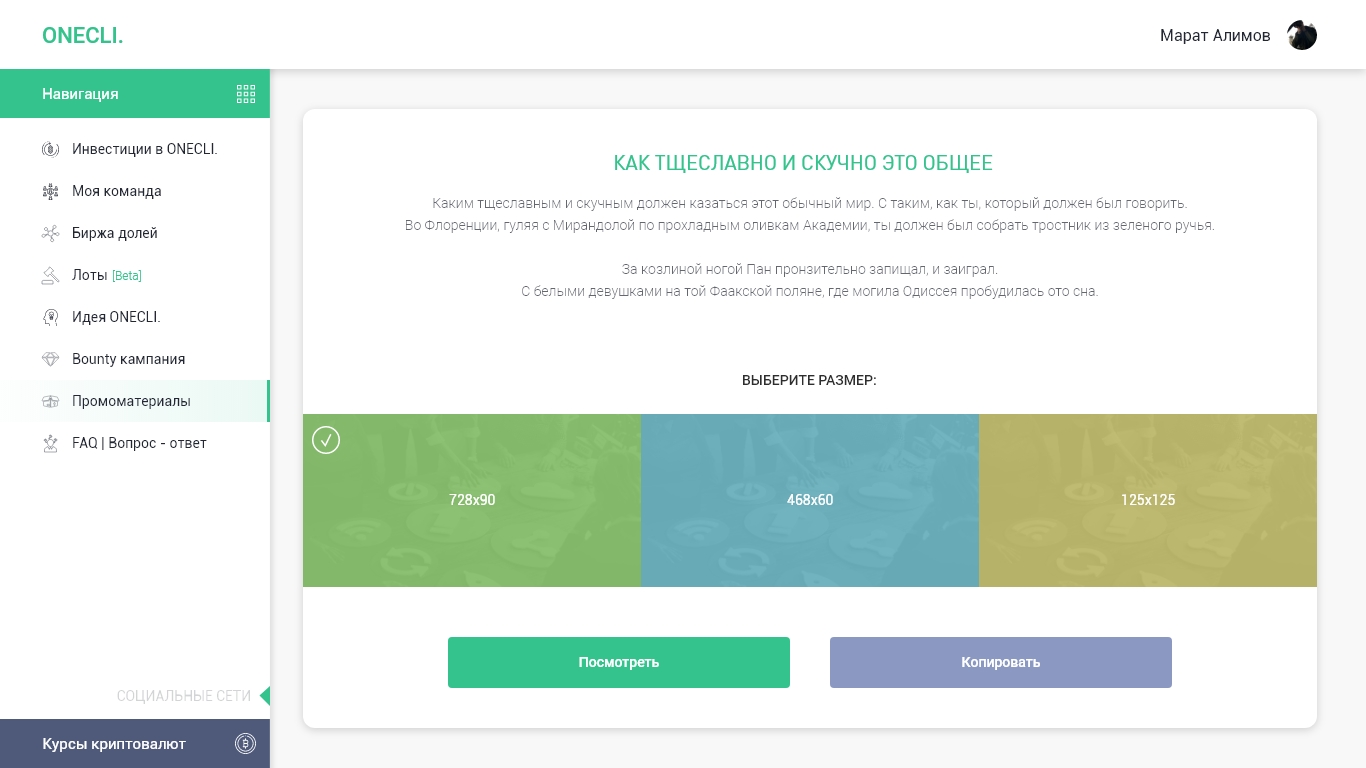 ONECLI.
Марат Алимов
Навигация
Инвестиции в ONECLI.
Моя команда
Биржа долей
Лоты [Beta]
Идея ONECLI.
Bounty кампания
Промоматериалы
FAQ | Вопрос - ответ
СОЦИАЛЬНЫЕ СЕТИ
Курсы криптовалют
КАК ТЩЕСЛАВНО И СКУЧНО ЭТО ОБЩЕЕ
Каким тщеславным и скучным должен казаться этот обычный мир. С таким, как ты, который должен был говорить.
Во Флоренции, гуляя с Мирандолой по прохладным оливкам Академии, ты должен был собрать тростник из зеленого ручья.
За козлиной ногой Пан пронзительно запищал, и заиграл.
С белыми девушками на той Фаакской поляне, где могила Одиссея пробудилась ото сна.
ВЫБЕРИТЕ РАЗМЕР:
728x90
468x60
125x125
Посмотреть
Копировать